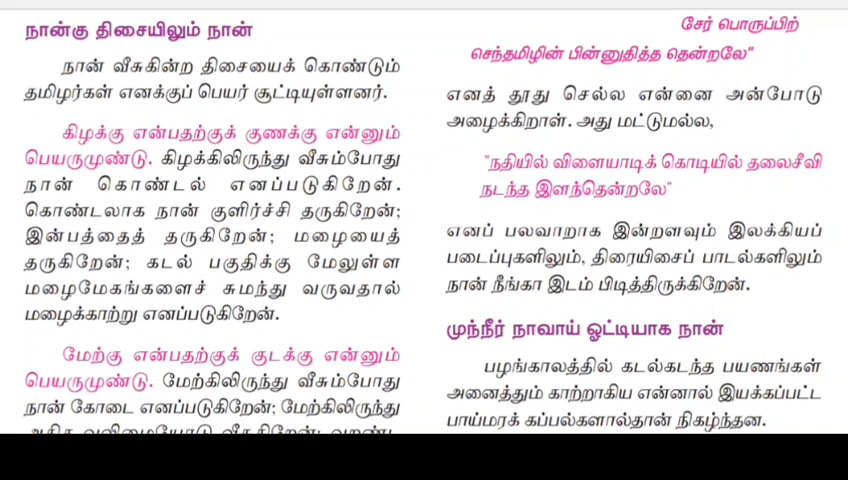 நான்கு திசையிலும் நான்
நான் வீசுகின்ற திசையைக் கொண்டும்
தமிழர்கள் எனக்குப் பெயர் சூட்டியுள்ளனர்.
கிழக்கு என்பதற்குக் குணக்கு என்னும்
பெயருமுண்டு. கிழக்கிலிருந்து வீசும்போது
நான் கொண்டல் எனப்படுகிறேன்.
கொண்டலாக நான் குளிர்ச்சி தருகிறேன்;
இன்பத்தைத் தருகிறேன்; மழையைத்
தருகிறேன்; கடல் பகுதிக்கு மேலுள்ள
மழைமேகங்களைச் சுமந்து வருவதால்
மழைக்காற்று எனப்படுகிறேன்.
மேற்கு என்பதற்குக் குடக்கு என்னும்
பெயருமுண்டு. மேற்கிலிருந்து வீசும்போது
நான் கோடை எனப்படுகிறேன்; மேற்கிலிருந்து
அதிக வலிமையோடு வீசுகிறேன்; வறண்ட
சேர் பொருப்பிற்
செந்தமிழின் பின்னுதித்த தென்றலே"
எனத் தூது செல்ல என்னை அன்போடு
அழைக்கிறாள். அது மட்டுமல்ல,
"நதியில் விளையாடிக் கொடியில் தலைசீவி
நடந்த இளந்தென்றலே"
எனப் பலவாறாக இன்றளவும் இலக்கியப்
படைப்புகளிலும், திரையிசைப் பாடல்களிலும்
நான் நீங்கா இடம் பிடித்திருக்கிறேன்.
முந்நீர் நாவாய் ஓட்டியாக நான்
பழங்காலத்தில் கடல்கடந்த பயணங்கள்
அனைத்தும் காற்றாகிய என்னால் இயக்கப்பட்ட
பாய்மரக் கப்பல்களால்தான் நிகழ்ந்தன.